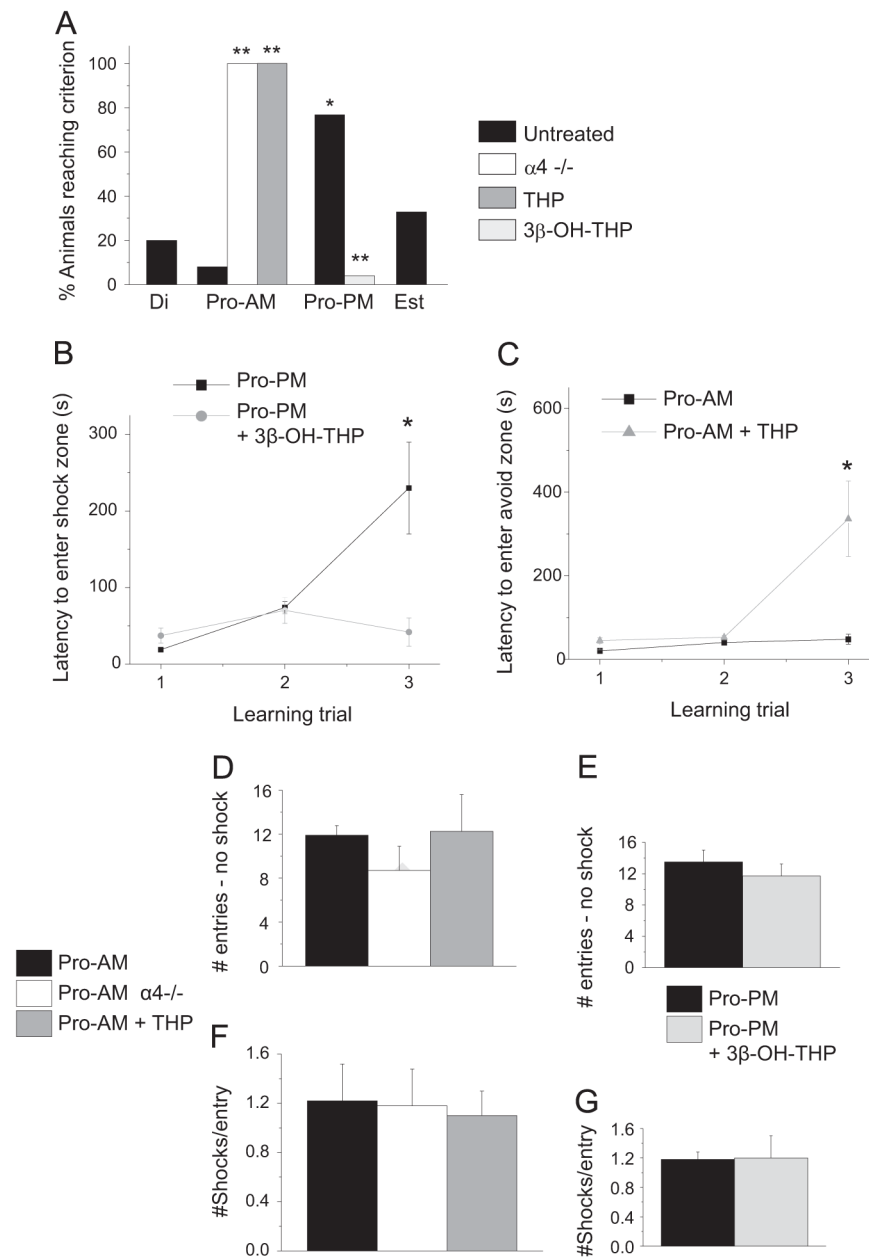 A
% Animals reaching criterion
100
80
60
40
20
0
** **
*
**
Di Pro-AM Pro-PM Est
Untreated
α4 -/-
THP
3β-OH-THP
B
Latency to enter shock zone (s)
300
200
100
0
Pro-PM
Pro-PM
+ 3β-OH-THP
*
1 2 3
Learning trial
C
Latency to enter avoid zone (s)
600
400
200
0
Pro-AM
Pro-AM + THP
*
1 2 3
Learning trial
D
# entries - no shock
16
12
8
4
0
E
# entries - no shock
16
12
8
4
0
Pro-AM
Pro-AM α4-/-
Pro-AM + THP
Pro-PM
Pro-PM
+ 3β-OH-THP
F
#Shocks/entry
1.6
1.2
0.8
0.4
0.0
G
#Shocks/entry
1.6
1.2
0.8
0.4
0.0